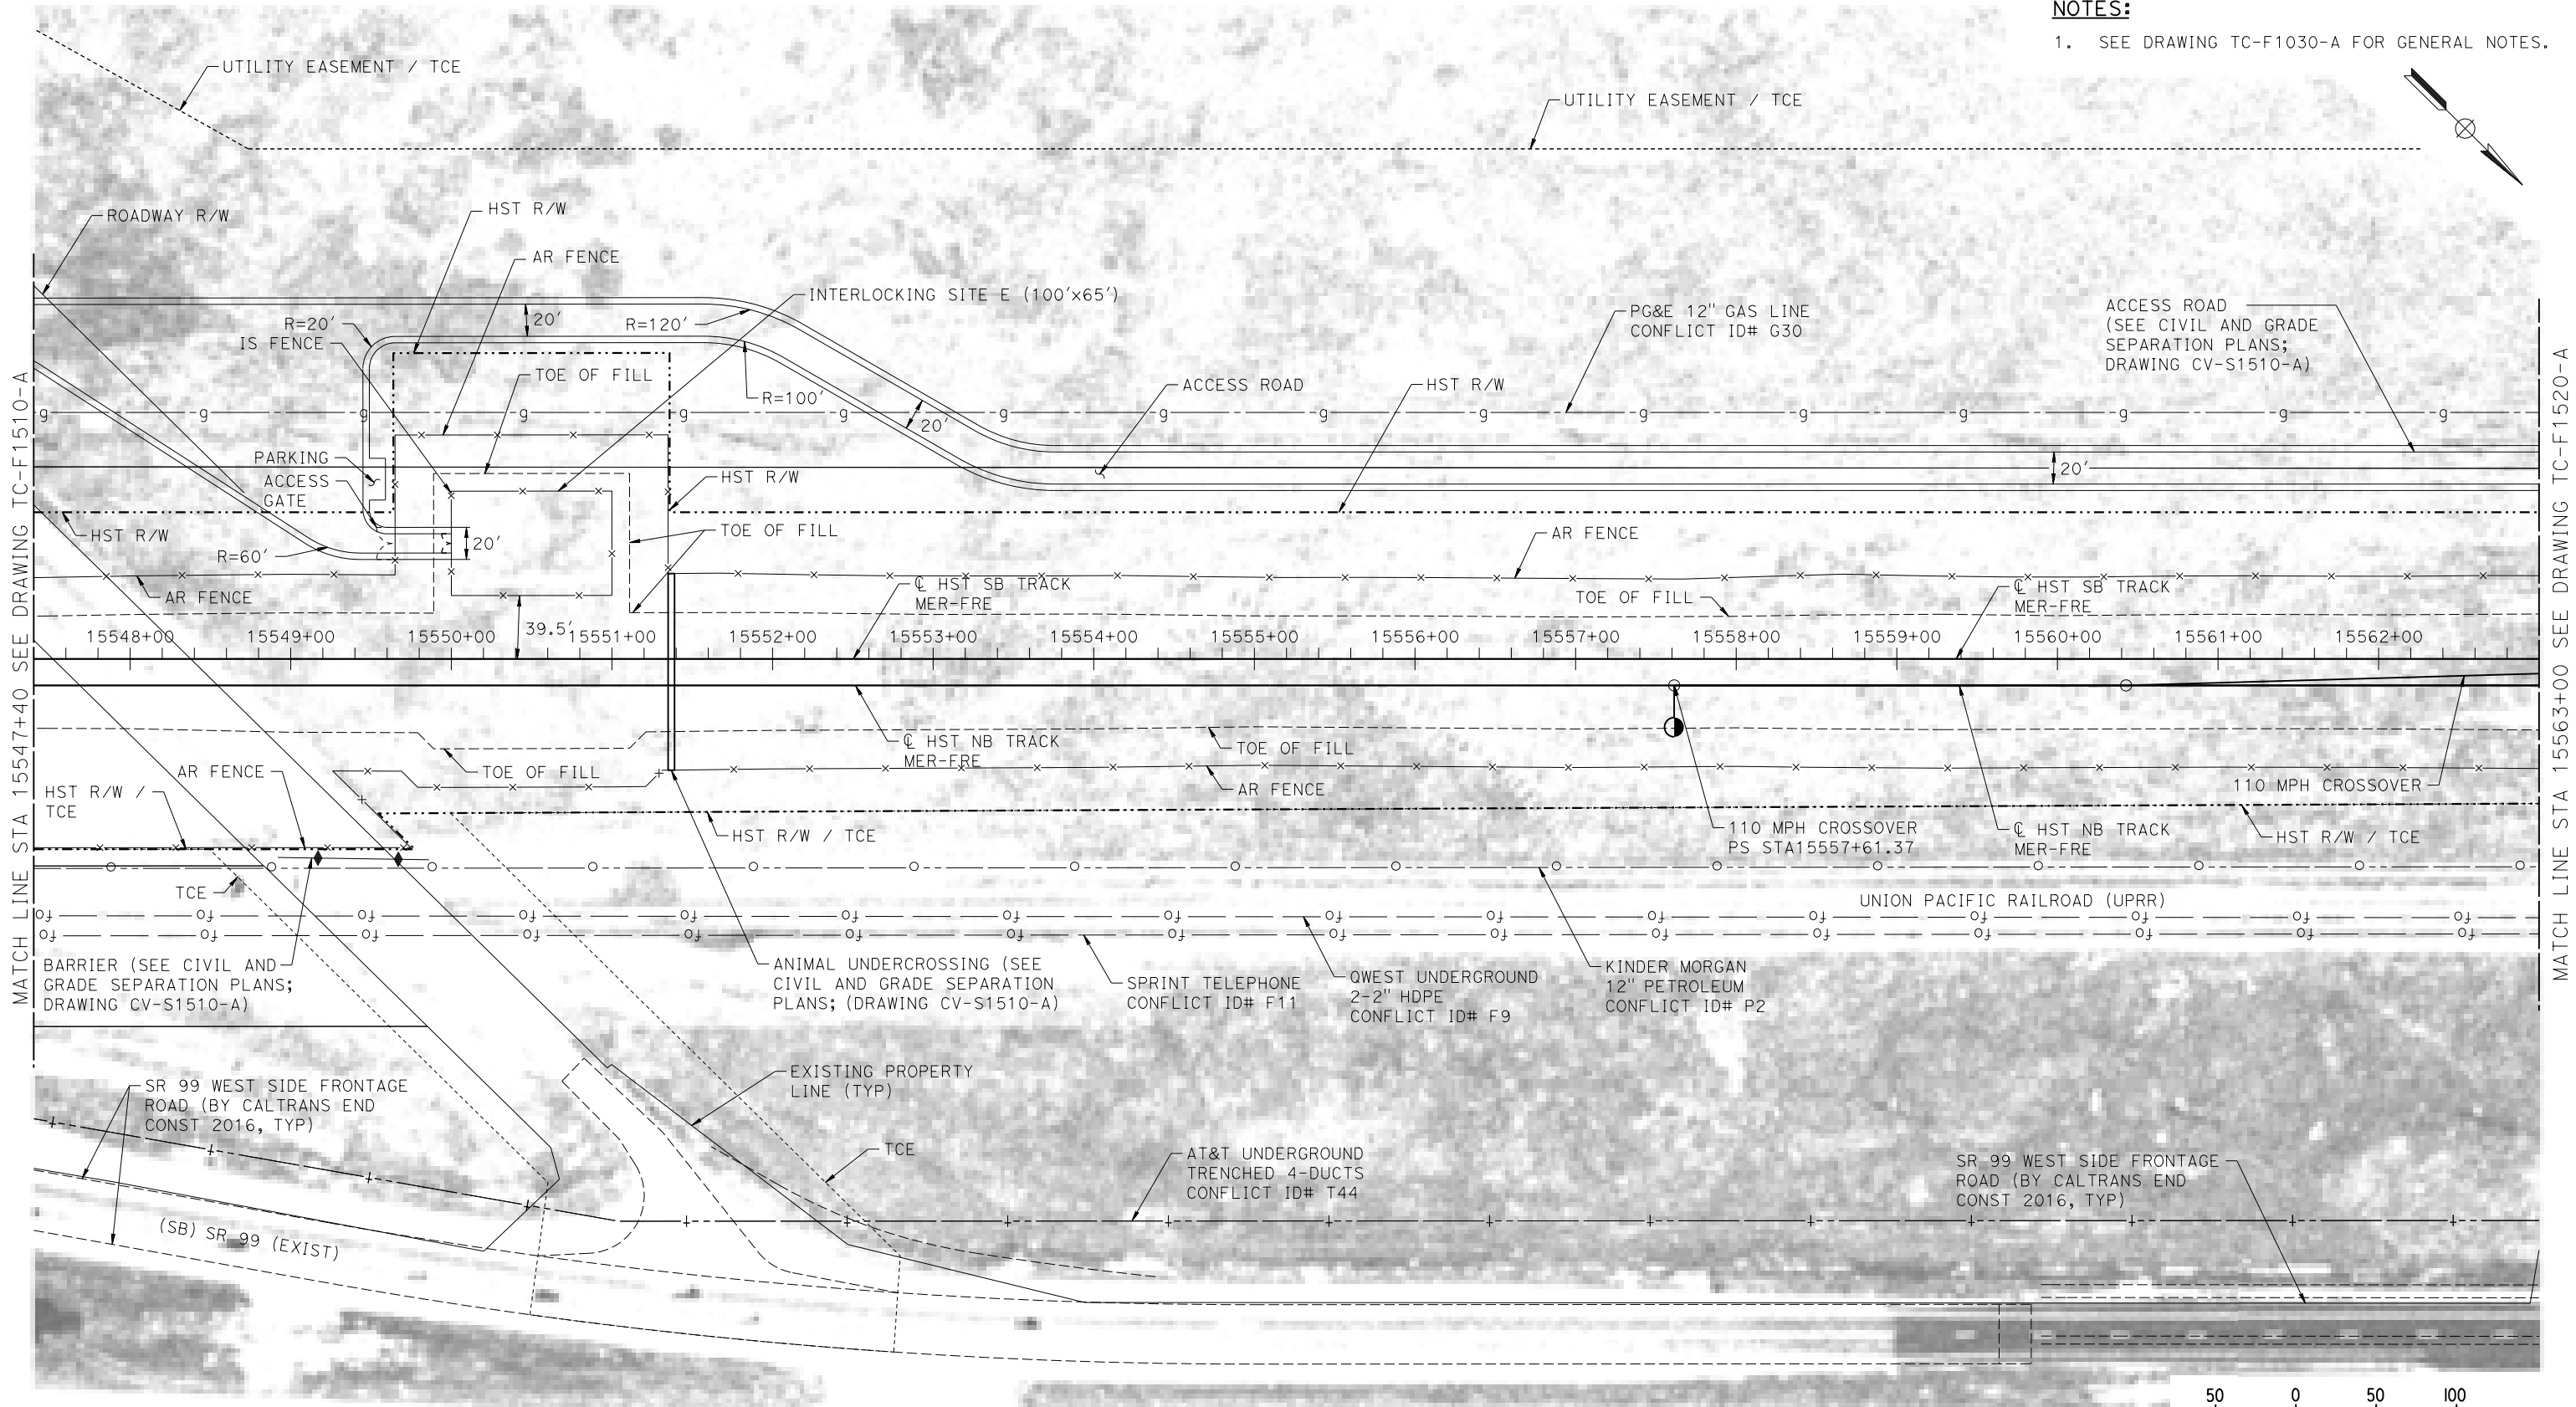 NOTES:
1. SEE DRAWING TC-F1030-A FOR GENERAL NOTES.
UTILITY EASEMENT / TCE
UTILITY EASEMENT / TCE
ROADWAY R/W
HST R/W
AR FENCE
INTERLOCKING SITE E (100'x65')
R=20'
IS FENCE
20'
R=120'
TOE OF FILL
R=100'
20'
ACCESS ROAD
HST R/W
PG&E 12" GAS LINE
CONFLICT ID# G30
ACCESS ROAD
(SEE CIVIL AND GRADE
SEPARATION PLANS;
DRAWING CV-S1510-A)
g g g g g g g g g g g g g g g g
PARKING
ACCESS
GATE
HST R/W
20'
HST R/W
R=60'
20'
TOE OF FILL
AR FENCE
AR FENCE
℄ HST SB TRACK
MER-FRE
TOE OF FILL
℄ HST SB TRACK
MER-FRE
39.5'
15548+00
15549+00
15550+00
15551+00
15552+00
15553+00
15554+00
15555+00
15556+00
15557+00
15558+00
15559+00
15560+00
15561+00
15562+00
MATCH LINE STA 15547+40 SEE DRAWING TC-F1510-A
MATCH LINE STA 15563+00 SEE DRAWING TC-F1520-A
℄ HST NB TRACK
MER-FRE
TOE OF FILL
TOE OF FILL
AR FENCE
AR FENCE
HST R/W /
TCE
110 MPH CROSSOVER
HST R/W / TCE
110 MPH CROSSOVER
PS STA15557+61.37
℄ HST NB TRACK
MER-FRE
HST R/W / TCE
TCE
UNION PACIFIC RAILROAD (UPRR)
BARRIER (SEE CIVIL AND
GRADE SEPARATION PLANS;
DRAWING CV-S1510-A)
ANIMAL UNDERCROSSING (SEE
CIVIL AND GRADE SEPARATION
PLANS; (DRAWING CV-S1510-A)
SPRINT TELEPHONE
CONFLICT ID# F11
QWEST UNDERGROUND
2-2" HDPE
CONFLICT ID# F9
KINDER MORGAN
12" PETROLEUM
CONFLICT ID# P2
SR 99 WEST SIDE FRONTAGE
ROAD (BY CALTRANS END
CONST 2016, TYP)
EXISTING PROPERTY
LINE (TYP)
TCE
AT&T UNDERGROUND
TRENCHED 4-DUCTS
CONFLICT ID# T44
SR 99 WEST SIDE FRONTAGE
ROAD (BY CALTRANS END
CONST 2016, TYP)
(SB) SR 99 (EXIST)
50 0 50 100